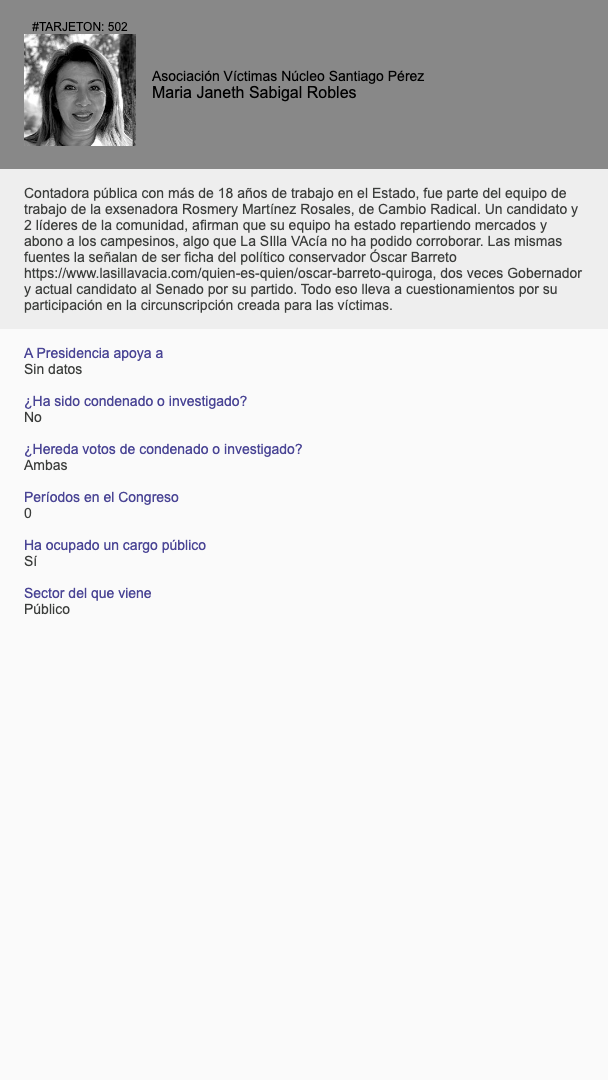 #TARJETON: 502
Asociación Víctimas Núcleo Santiago Pérez
Maria Janeth Sabigal Robles
Contadora pública con más de 18 años de trabajo en el Estado, fue parte del equipo de
trabajo de la exsenadora Rosmery Martínez Rosales, de Cambio Radical. Un candidato y
2 líderes de la comunidad, afirman que su equipo ha estado repartiendo mercados y
abono a los campesinos, algo que La SIlla VAcía no ha podido corroborar. Las mismas
fuentes la señalan de ser ficha del político conservador Óscar Barreto
https://www.lasillavacia.com/quien-es-quien/oscar-barreto-quiroga, dos veces Gobernador
y actual candidato al Senado por su partido. Todo eso lleva a cuestionamientos por su
participación en la circunscripción creada para las víctimas.
A Presidencia apoya a
Sin datos
¿Ha sido condenado o investigado?
No
¿Hereda votos de condenado o investigado?
Ambas
Períodos en el Congreso
0
Ha ocupado un cargo público
Sí
Sector del que viene
Público